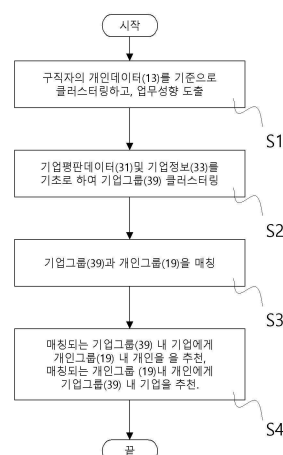 시작
구직자의 개인데이터(13)를 기준으로
클러스터링하고, 업무성향 도출
S1
기업평판데이터(31)및 기업정보(33)를
기초로 하여 기업그룹(39) 클러스터링
S2
기업그룹(39)과 개인그룹(19)을 매칭
S3
매칭되는 기업그룹(39) 내 기업에게
개인그룹(19) 내 개인을 을 추천,
매칭되는 개인그룹 (19)내 개인에게
기업그룹(39) 내 기업을 추천.
S4
끝